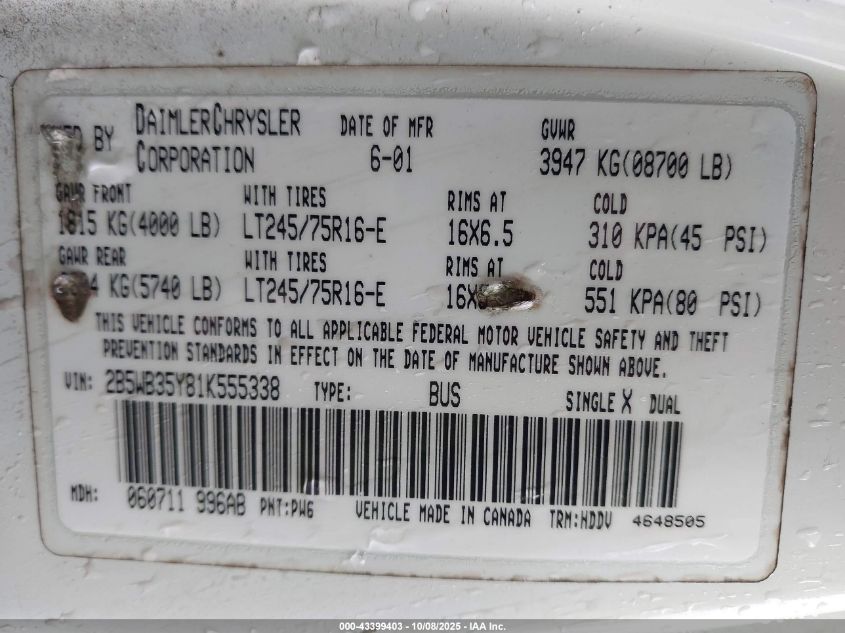 BY DAIMLERCHRYSLER CORPORATION DATE OF MFR 6-01 GVWR 3947 KG(08700 LB)
GAWR FRONT WITH TIRES RIMS AT COLD
1815 KG(4000 LB) LT245/75R16-E 16X6.5 310 KPA(45 PSI)
GAWR REAR WITH TIRES RIMS AT COLD
KG(5740 LB) LT245/75R16-E 551 KPA(80 PSI)
THIS VEHICLE CONFORMS TO ALL APPLICABLE FEDERAL MOTOR VEHICLE SAFETY AND THEFT
PREVENTION STANDARDS IN EFFECT ON THE DATE OF MANUFACTURE SHOWN ABOVE.
VIN: 2B5WB35Y81K555338 TYPE: BUS SINGLE X DUAL
MDH: 060711 996AB PNT:PW6 VEHICLE MADE IN CANADA TRM:HDDV 4648505
000-43399403 - 10/08/2025 - IAA Inc.